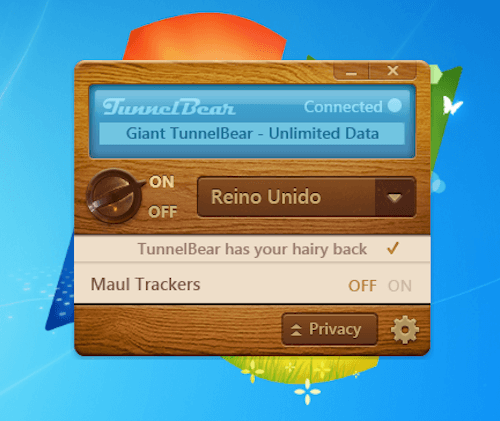 TunnelBear Connected
Giant TunnelBear - Unlimited Data
ON
OFF
Reino Unido
TunnelBear has your hairy back
Maul Trackers OFF ON
Privacy